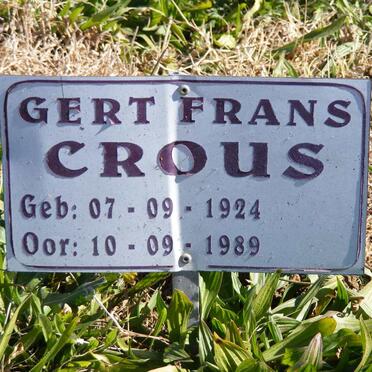 GERT FRANS
CROUS
Geb: 07 - 09 - 1924
Oor: 10 - 09 - 1989